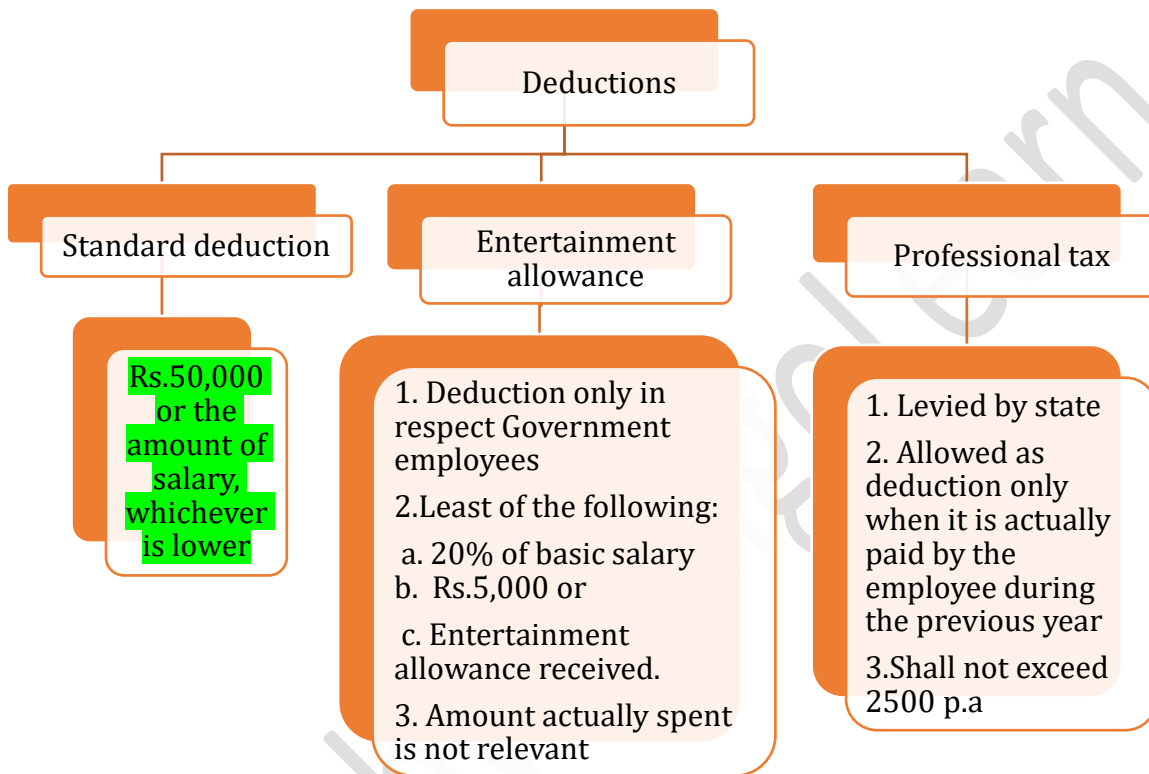 Deductions
Standard deduction
Rs.50,000
or the
amount of
salary,
whichever
is lower
Entertainment
allowance
1. Deduction only in
respect Government
employees
2.Least of the following:
a. 20% of basic salary
b. Rs.5,000 or
c. Entertainment
allowance received.
3. Amount actually spent
is not relevant
Professional tax
1. Levied by state
2. Allowed as
deduction only
when it is actually
paid by the
employee during
the previous year
3.Shall not exceed
2500 p.a